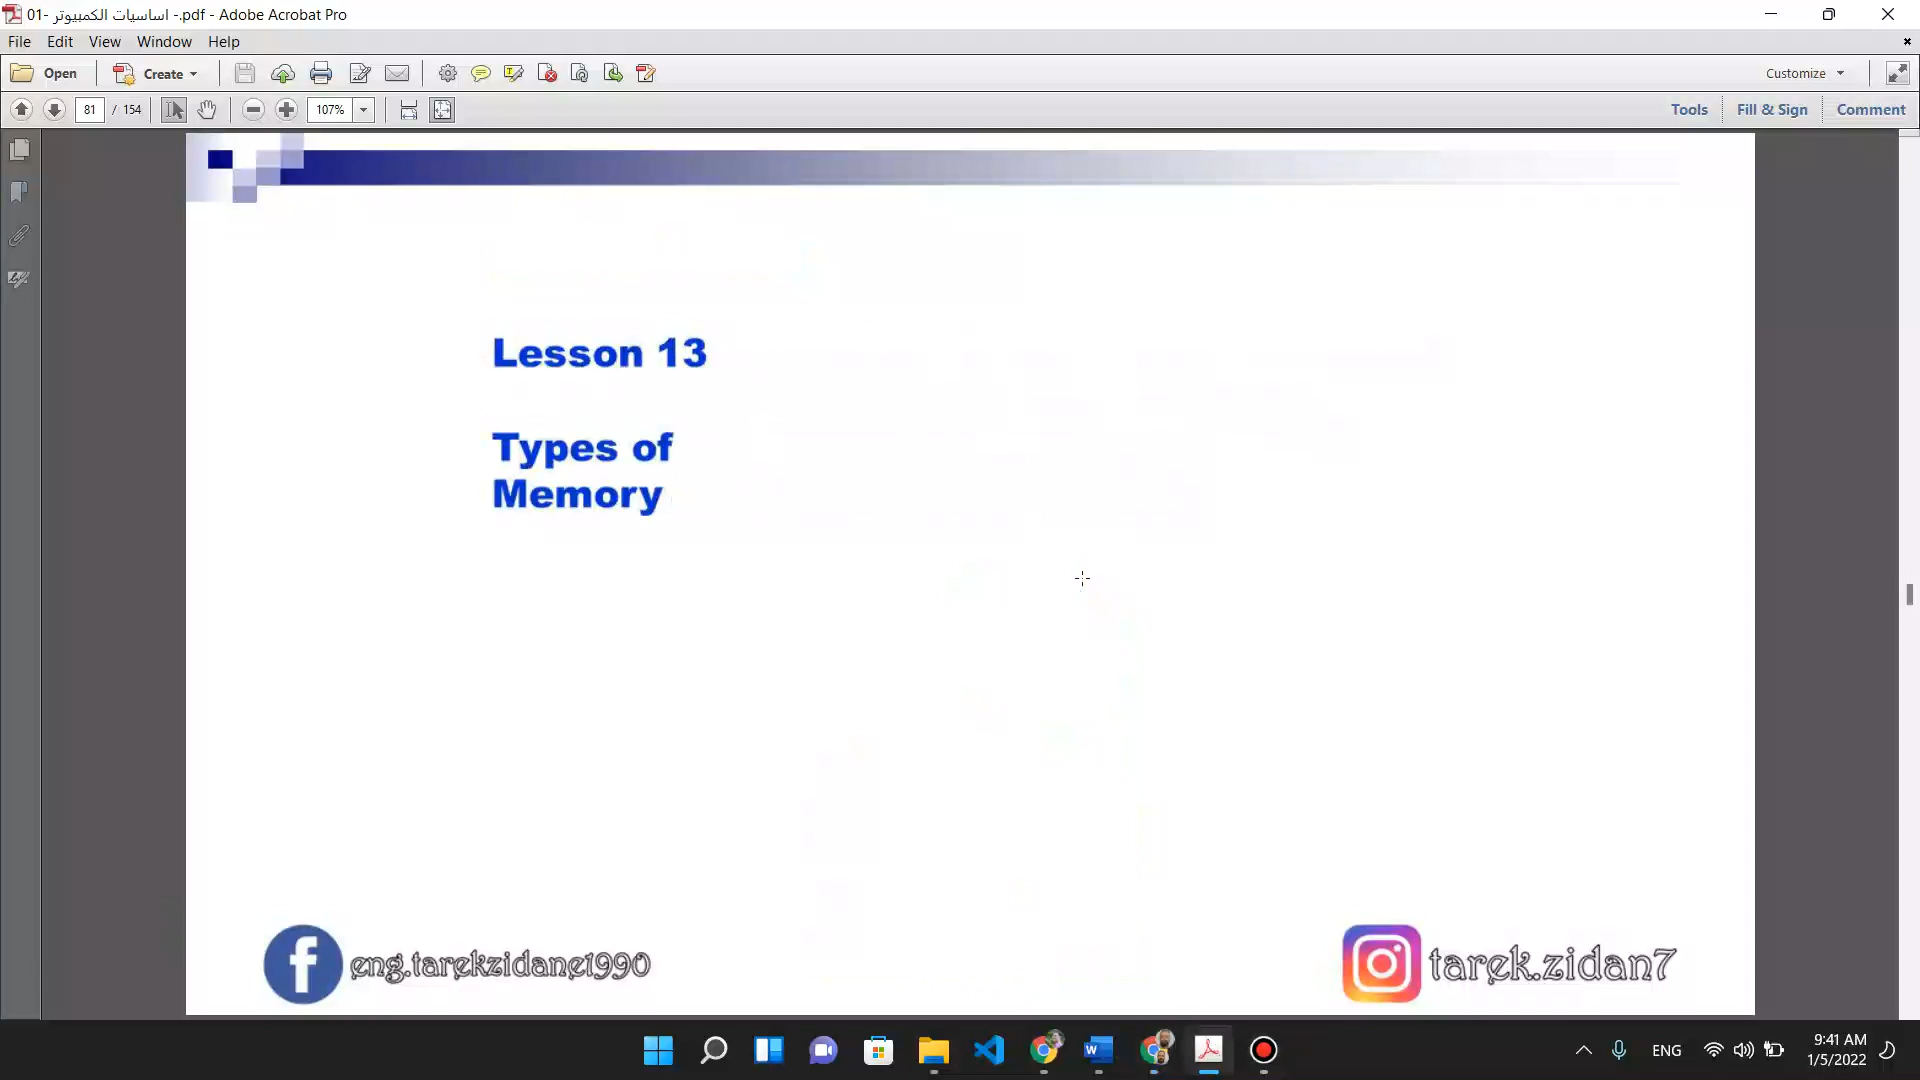 01- اساسيات الكمبيوتر -.pdf - Adobe Acrobat Pro
File Edit View Window Help
Open Create Customize
81 / 154 107% Tools Fill & Sign Comment
Lesson 13
Types of
Memory
eng.tarekzidane1990
tarek.zidan7
ENG
9:41 AM
1/5/2022